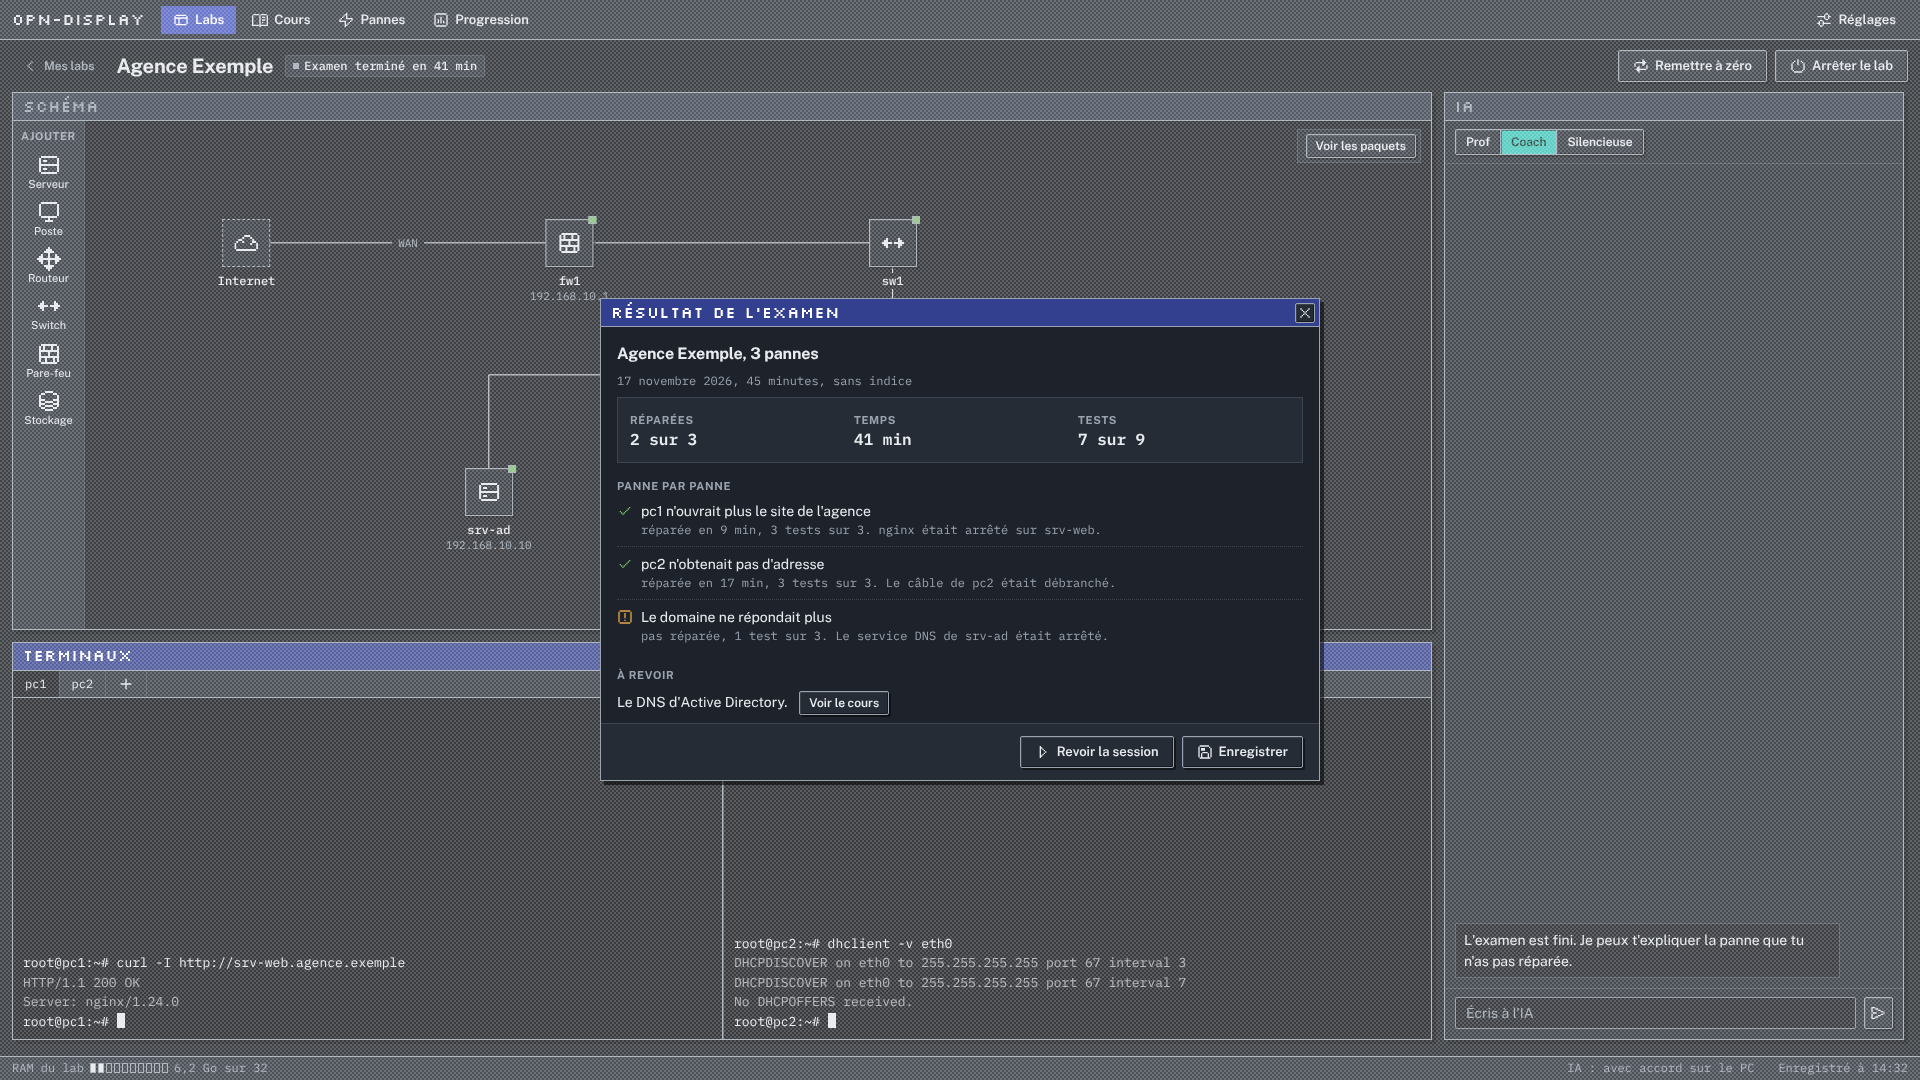 OPN-DISPLAY
Labs
Cours
Pannes
Progression
Réglages
Mes labs
Agence Exemple
Examen terminé en 41 min
Remettre à zéro
Arrêter le lab
SCHÉMA
AJOUTER
Serveur
Poste
Routeur
Switch
Pare-feu
Stockage
Voir les paquets
WAN
Internet
fw1
192.168.10.1
sw1
srv-ad
192.168.10.10
IA
Prof
Coach
Silencieuse
L'examen est fini. Je peux t'expliquer la panne que tu
n'as pas réparée.
Écris à l'IA
RÉSULTAT DE L'EXAMEN
Agence Exemple, 3 pannes
17 novembre 2026, 45 minutes, sans indice
RÉPARÉES
2 sur 3
TEMPS
41 min
TESTS
7 sur 9
PANNE PAR PANNE
pc1 n'ouvrait plus le site de l'agence
réparée en 9 min, 3 tests sur 3. nginx était arrêté sur srv-web.
pc2 n'obtenait pas d'adresse
réparée en 17 min, 3 tests sur 3. Le câble de pc2 était débranché.
Le domaine ne répondait plus
pas réparée, 1 test sur 3. Le service DNS de srv-ad était arrêté.
À REVOIR
Le DNS d'Active Directory.
Voir le cours
Revoir la session
Enregistrer
TERMINAUX
pc1
pc2
root@pc1:~# curl -I http://srv-web.agence.exemple
HTTP/1.1 200 OK
Server: nginx/1.24.0
root@pc1:~#
root@pc2:~# dhclient -v eth0
DHCPDISCOVER on eth0 to 255.255.255.255 port 67 interval 3
DHCPDISCOVER on eth0 to 255.255.255.255 port 67 interval 7
No DHCPOFFERS received.
root@pc2:~#
RAM du lab
6,2 Go sur 32
IA : avec accord sur le PC
Enregistré à 14:32